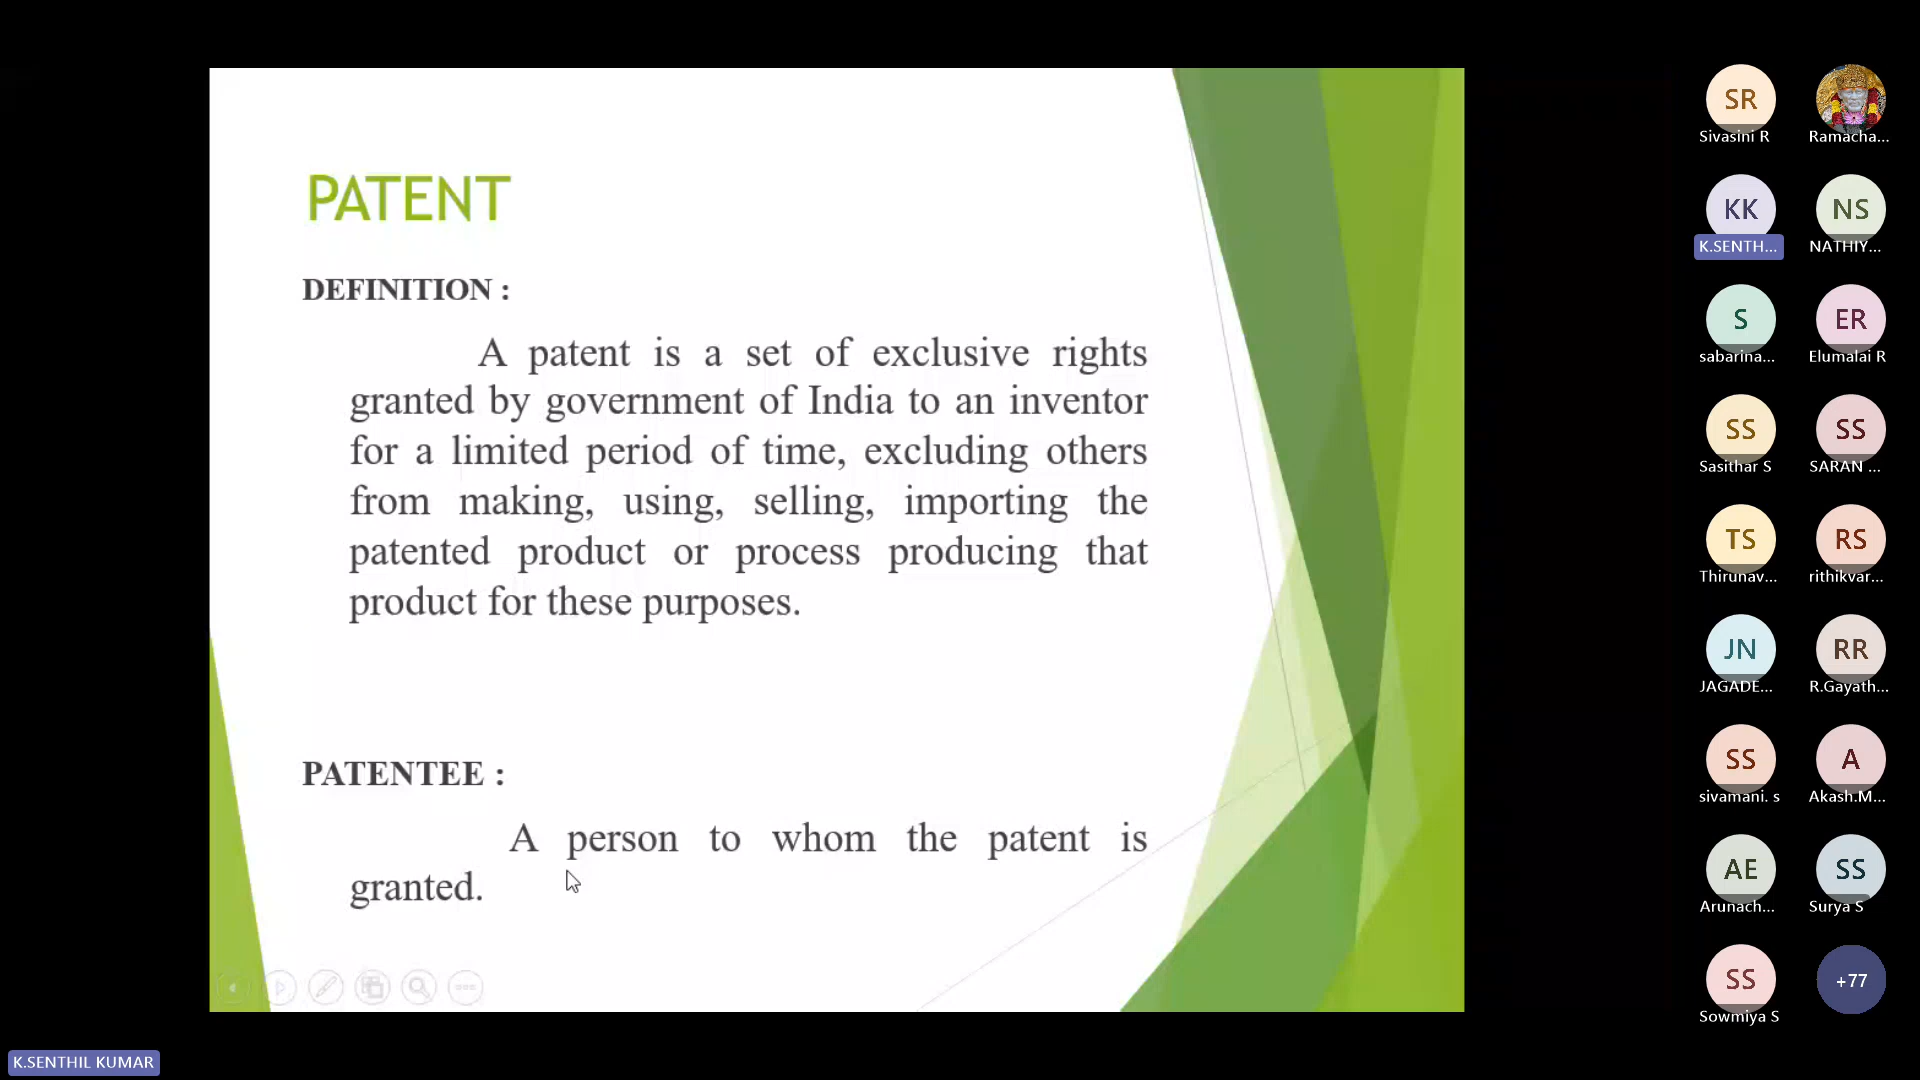 PATENT
DEFINITION :
A patent is a set of exclusive rights
granted by government of India to an inventor
for a limited period of time, excluding others
from making, using, selling, importing the
patented product or process producing that
product for these purposes.
PATENTEE :
A person to whom the patent is
granted.
SR
Sivasini R
Ramacha...
KK
K.SENTH...
NS
NATHIY...
S
sabarina...
ER
Elumalai R
SS
Sasithar S
SS
SARAN ...
TS
Thirunav...
RS
rithikvar...
JN
JAGADE...
RR
R.Gayath...
SS
sivamani. s
A
Akash.M...
AE
Arunach...
SS
Surya S
SS
Sowmiya S
+77
K.SENTHIL KUMAR